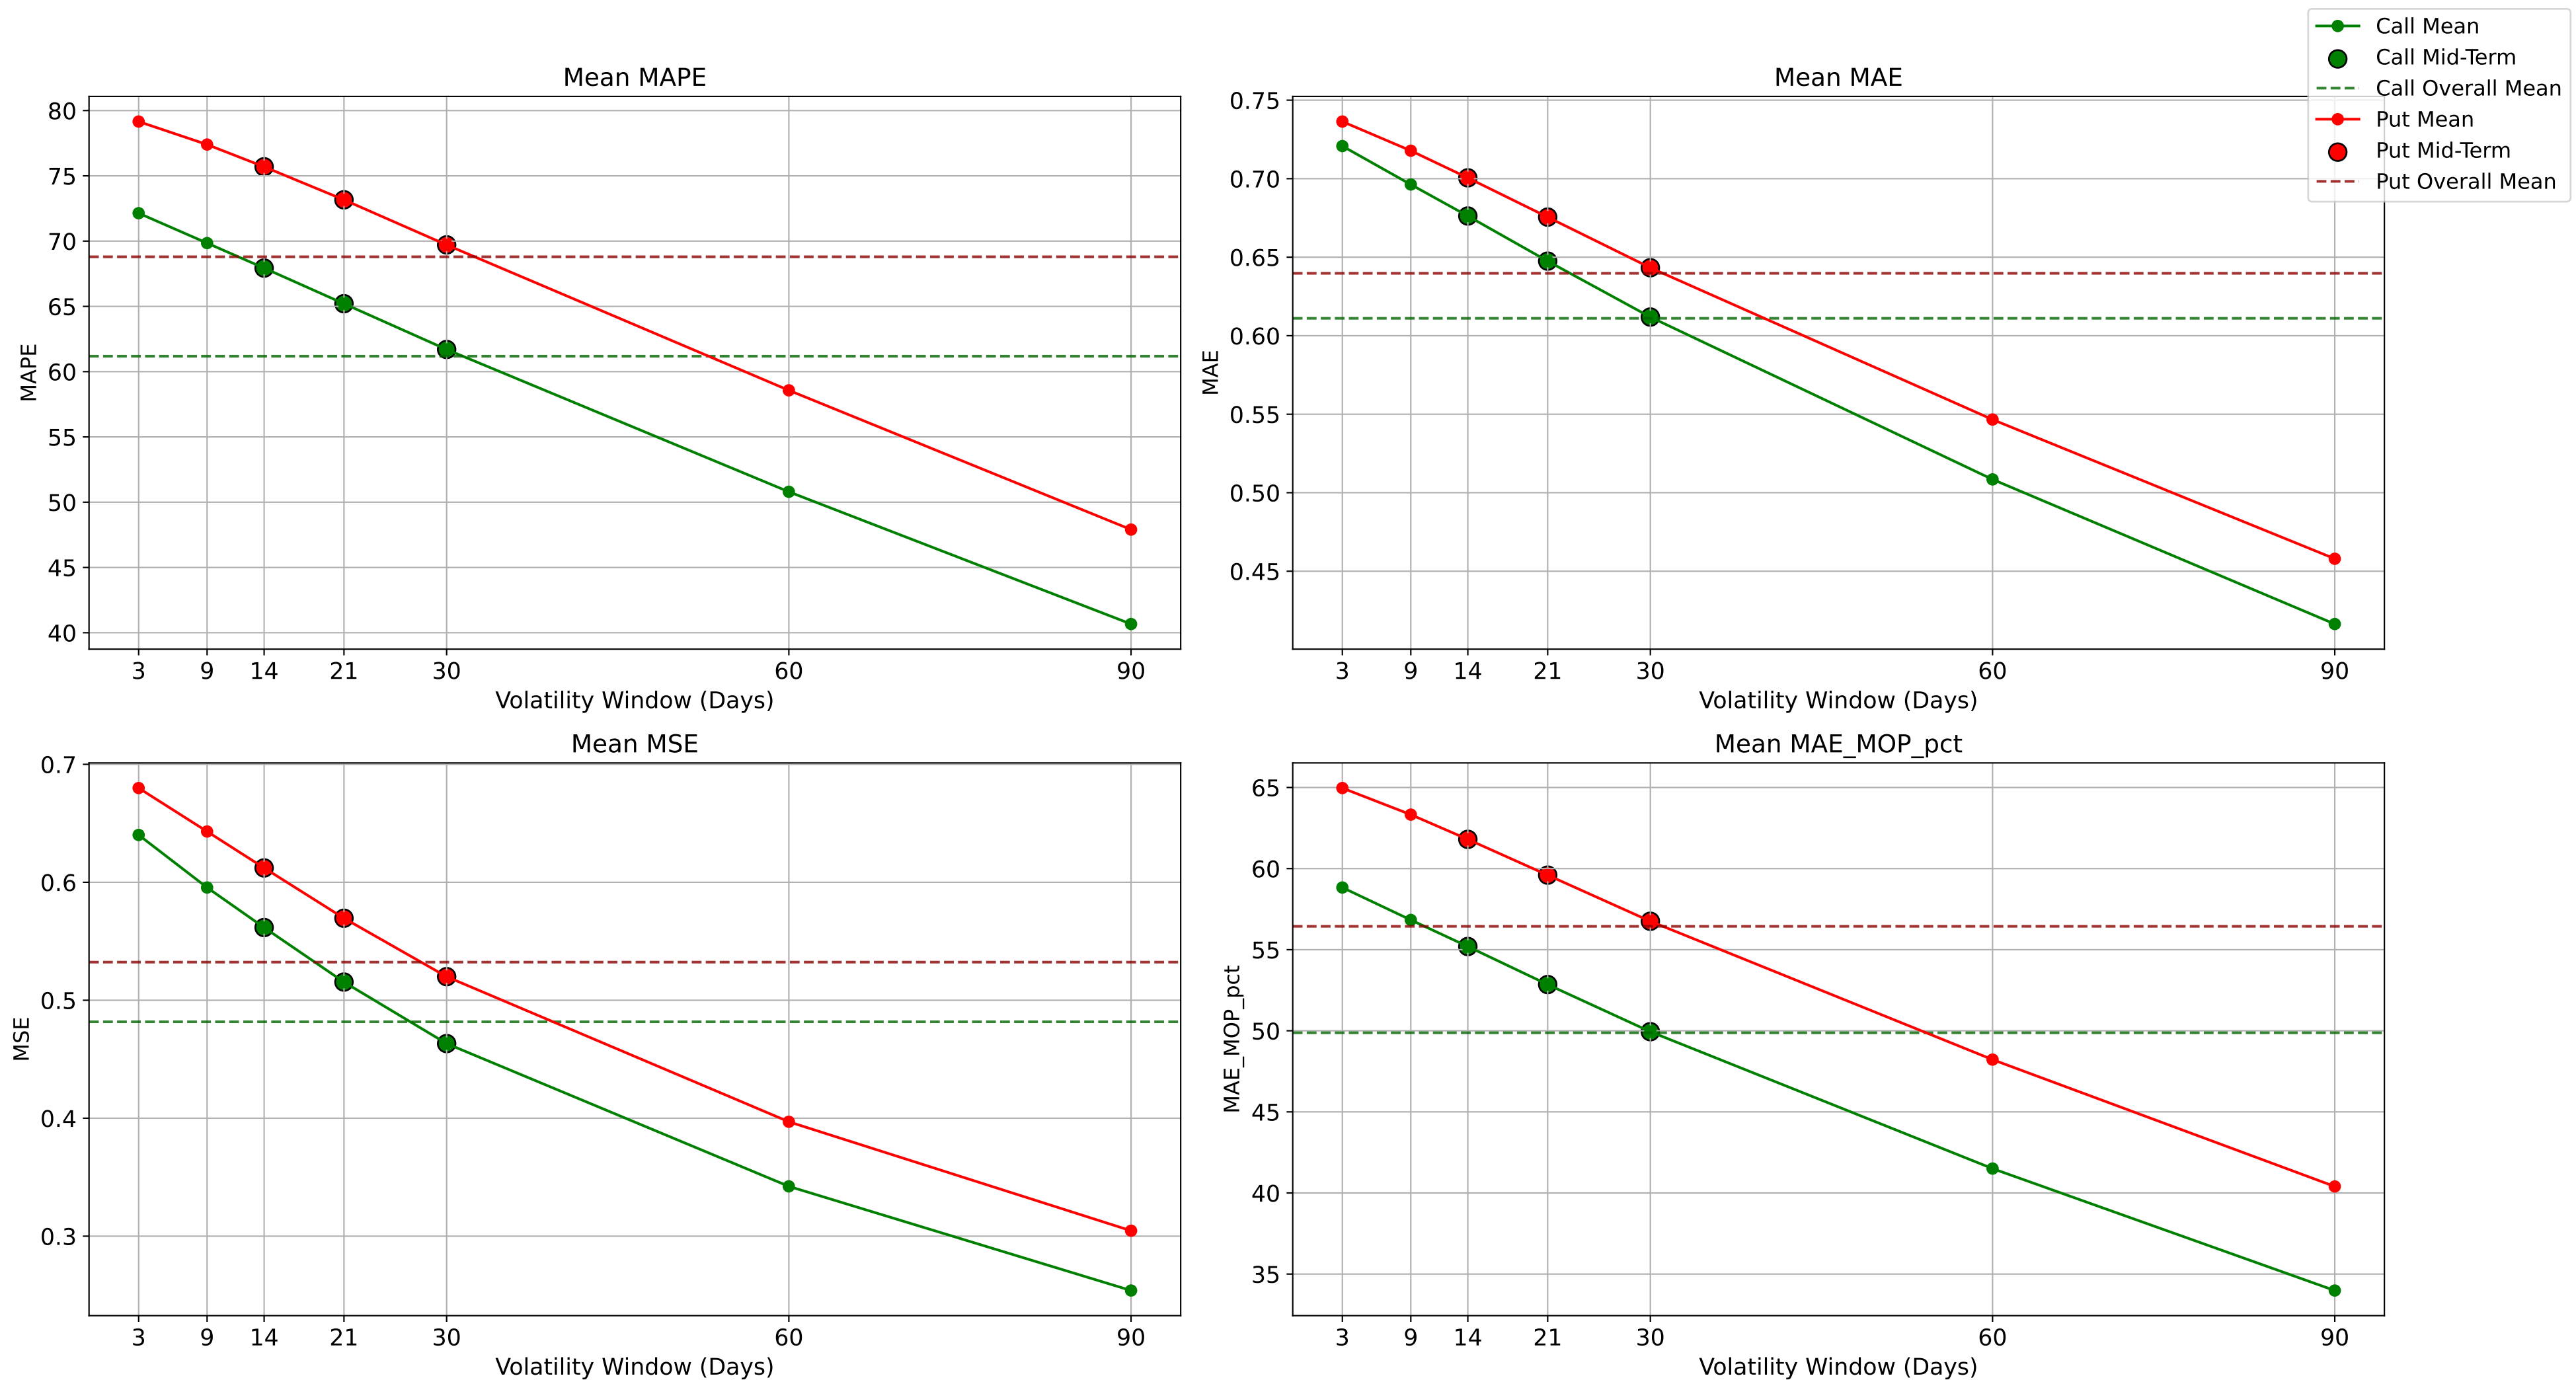 Call Mean
Call Mid-Term
Call Overall Mean
Put Mean
Put Mid-Term
Put Overall Mean
Mean MAPE
80
75
70
65
60
55
50
45
40
MAPE
3 9 14 21 30 60 90
Volatility Window (Days)
Mean MAE
0.75
0.70
0.65
0.60
0.55
0.50
0.45
MAE
3 9 14 21 30 60 90
Volatility Window (Days)
Mean MSE
0.7
0.6
0.5
0.4
0.3
MSE
3 9 14 21 30 60 90
Volatility Window (Days)
Mean MAE_MOP_pct
65
60
55
50
45
40
35
MAE_MOP_pct
3 9 14 21 30 60 90
Volatility Window (Days)